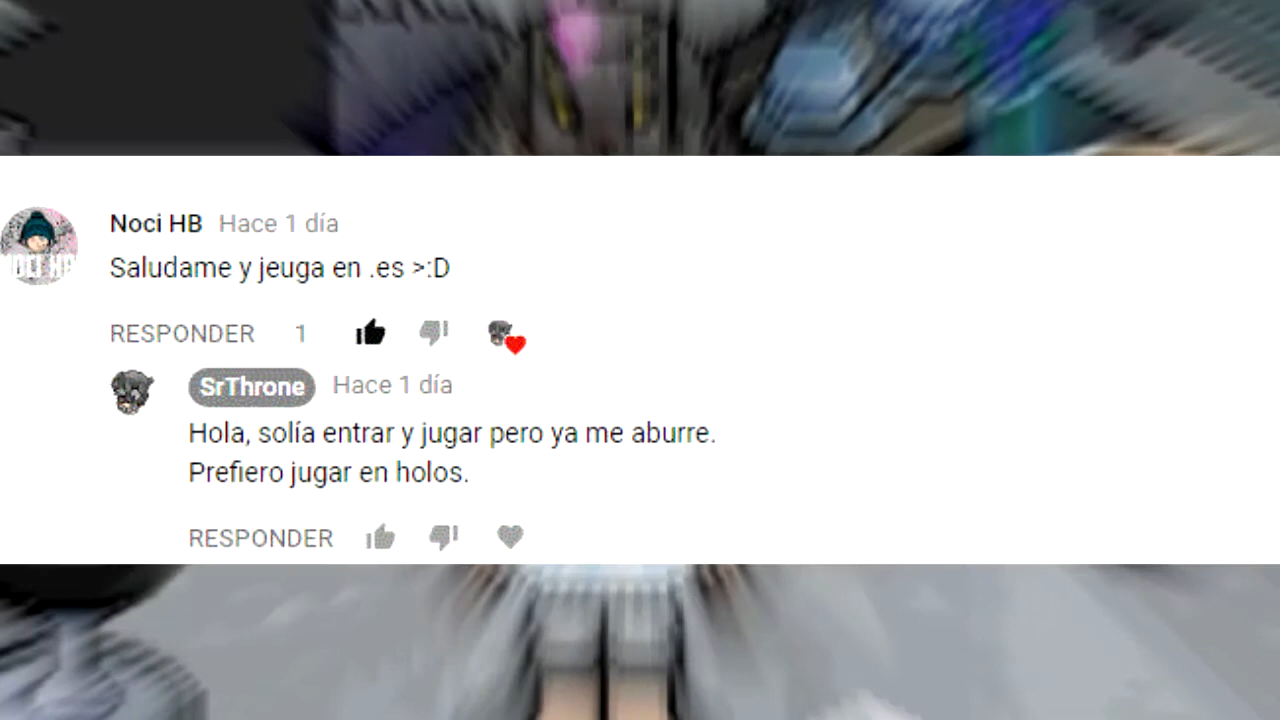 Noci HB Hace 1 día
Saludame y jeuga en .es >:D
RESPONDER 1
SrThrone Hace 1 día
Hola, solía entrar y jugar pero ya me aburre.
Prefiero jugar en holos.
RESPONDER